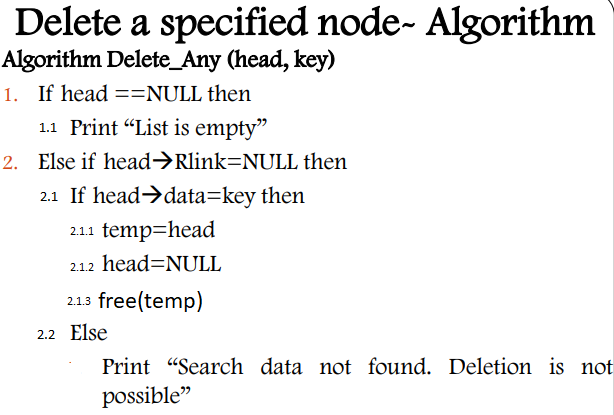 Delete a specified node~ Algorithm
Algorithm Delete_Any (head, key)
1. If head ==NULL then
1.1 Print “List is empty”
2. Else if head→Rlink=NULL then
2.1 If head→data=key then
2.1.1 temp=head
2.1.2 head=NULL
2.1.3 free(temp)
2.2 Else
Print “Search data not found. Deletion is not
possible”